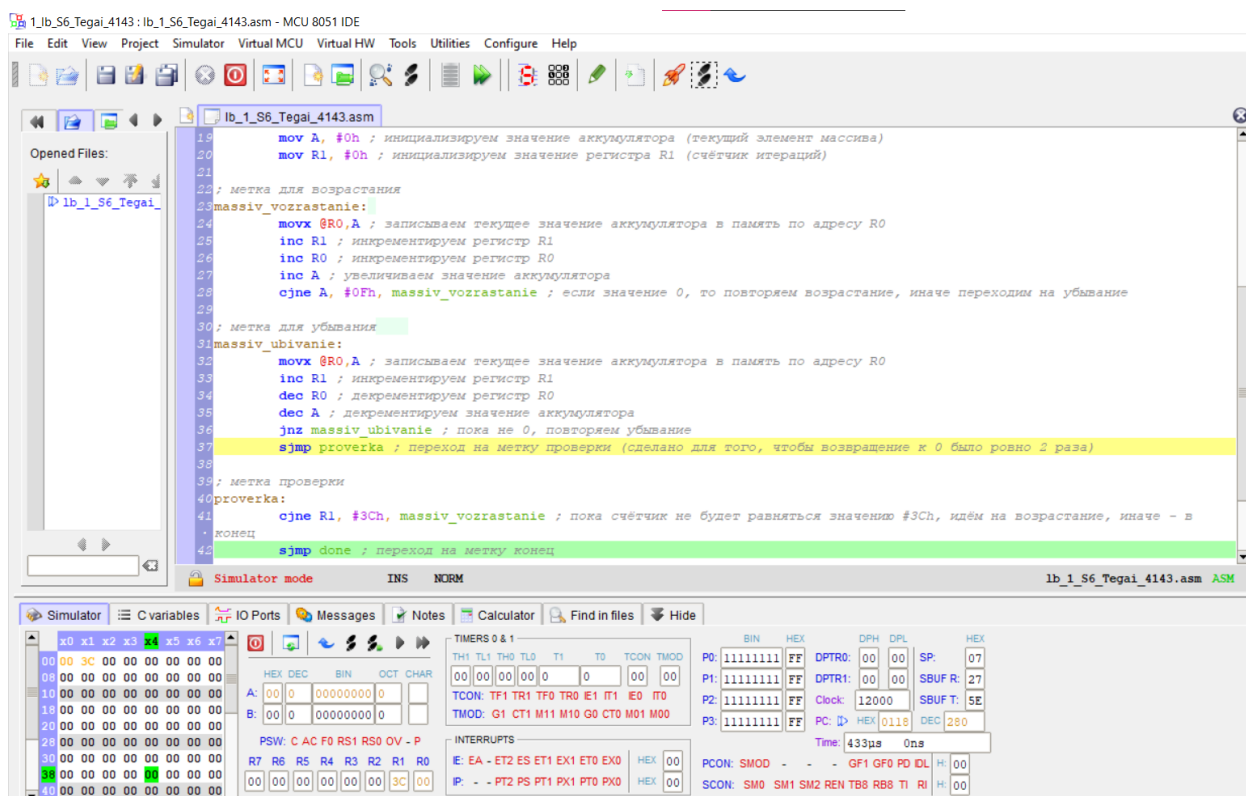 1_lb_S6_Tegai_4143 : lb_1_S6_Tegai_4143.asm - MCU 8051 IDE
File Edit View Project Simulator Virtual MCU Virtual HW Tools Utilities Configure Help
lb_1_S6_Tegai_4143.asm
Opened Files:
lb_1_S6_Tegai_
19 mov A, #0h ; инициализируем значение аккумулятора (текущий элемент массива)
20 mov R1, #0h ; инициализируем значение регистра R1 (счётчик итераций)
21
22 ; метка для возрастания
23 massiv_vozrastanie:
24 movx @R0,A ; записываем текущее значение аккумулятора в память по адресу R0
25 inc R1 ; инкрементируем регистр R1
26 inc R0 ; инкрементируем регистр R0
27 inc A ; увеличиваем значение аккумулятора
28 cjne A, #0Fh, massiv_vozrastanie ; если значение 0, то повторяем возрастание, иначе переходим на убывание
29
30 ; метка для убывания
31 massiv_ubivanie:
32 movx @R0,A ; записываем текущее значение аккумулятора в память по адресу R0
33 inc R1 ; инкрементируем регистр R1
34 dec R0 ; декрементируем регистр R0
35 dec A ; декрементируем значение аккумулятора
36 jnz massiv_ubivanie ; пока не 0, повторяем убывание
37 sjmp proverka ; переход на метку проверки (сделано для того, чтобы возвращение к 0 было ровно 2 раза)
38
39 ; метка проверки
40 proverka:
41 cjne R1, #3Ch, massiv_vozrastanie ; пока счётчик не будет равняться значению #3Ch, идём на возрастание, иначе - в
конец
42 sjmp done ; переход на метку конец
Simulator mode INS NORM lb_1_S6_Tegai_4143.asm ASM
Simulator C variables IO Ports Messages Notes Calculator Find in files Hide
x0 x1 x2 x3 x4 x5 x6 x7
00 00 3C 00 00 00 00 00 00
08 00 00 00 00 00 00 00 00
10 00 00 00 00 00 00 00 00
18 00 00 00 00 00 00 00 00
20 00 00 00 00 00 00 00 00
28 00 00 00 00 00 00 00 00
30 00 00 00 00 00 00 00 00
38 00 00 00 00 00 00 00 00
40 00 00 00 00 00 00 00 00
HEX DEC BIN OCT CHAR
A: 00 0 00000000 0
B: 00 0 00000000 0
PSW: C AC F0 RS1 RS0 OV - P
R7 R6 R5 R4 R3 R2 R1 R0
00 00 00 00 00 00 3C 00
TIMERS 0 & 1
TH1 TL1 TH0 TL0 T1 T0 TCON TMOD
00 00 00 00 0 0 00 00
TCON: TF1 TR1 TF0 TR0 IE1 IT1 IE0 IT0
TMOD: G1 CT1 M11 M10 G0 CT0 M01 M00
INTERRUPTS
IE: EA - ET2 ES ET1 EX1 ET0 EX0 HEX 00
IP: - - PT2 PS PT1 PX1 PT0 PX0 HEX 00
BIN HEX
P0: 11111111 FF
P1: 11111111 FF
P2: 11111111 FF
P3: 11111111 FF
DPH DPL HEX
DPTR0: 00 00 SP: 07
DPTR1: 00 00 SBUF R: 27
Clock: 12000 SBUF T: 5E
PC: HEX 0118 DEC 280
Time: 433µs 0ns
PCON: SMOD - - - GF1 GF0 PD IDL H: 00
SCON: SM0 SM1 SM2 REN TB8 RB8 TI RI H: 00